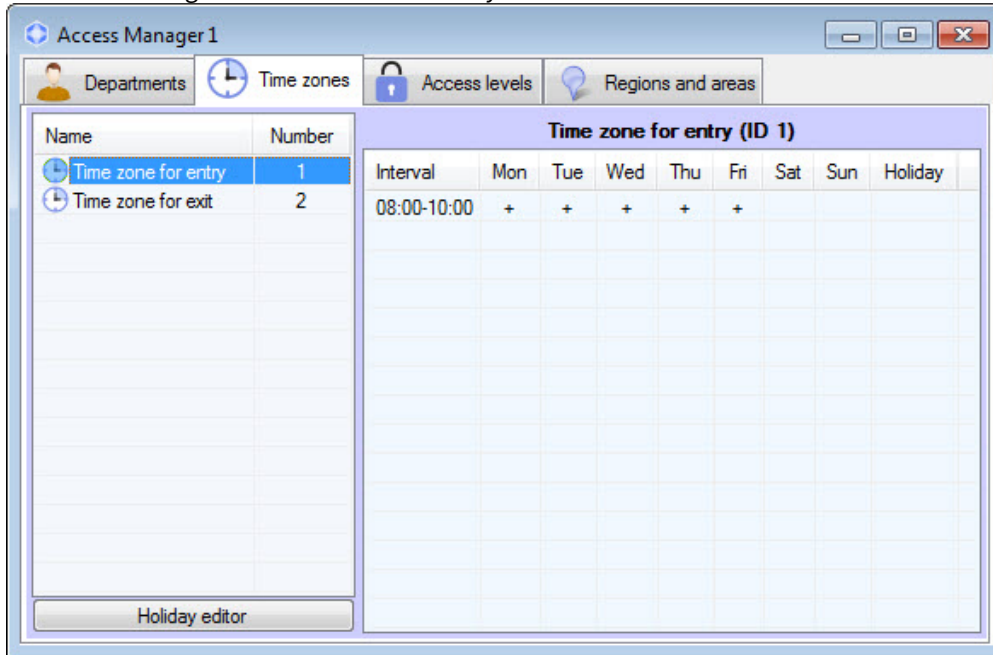 Access Manager 1
Departments Time zones Access levels Regions and areas
Name Number
Time zone for entry 1
Time zone for exit 2
Holiday editor
Time zone for entry (ID 1)
Interval Mon Tue Wed Thu Fri Sat Sun Holiday
08:00-10:00 + + + + +